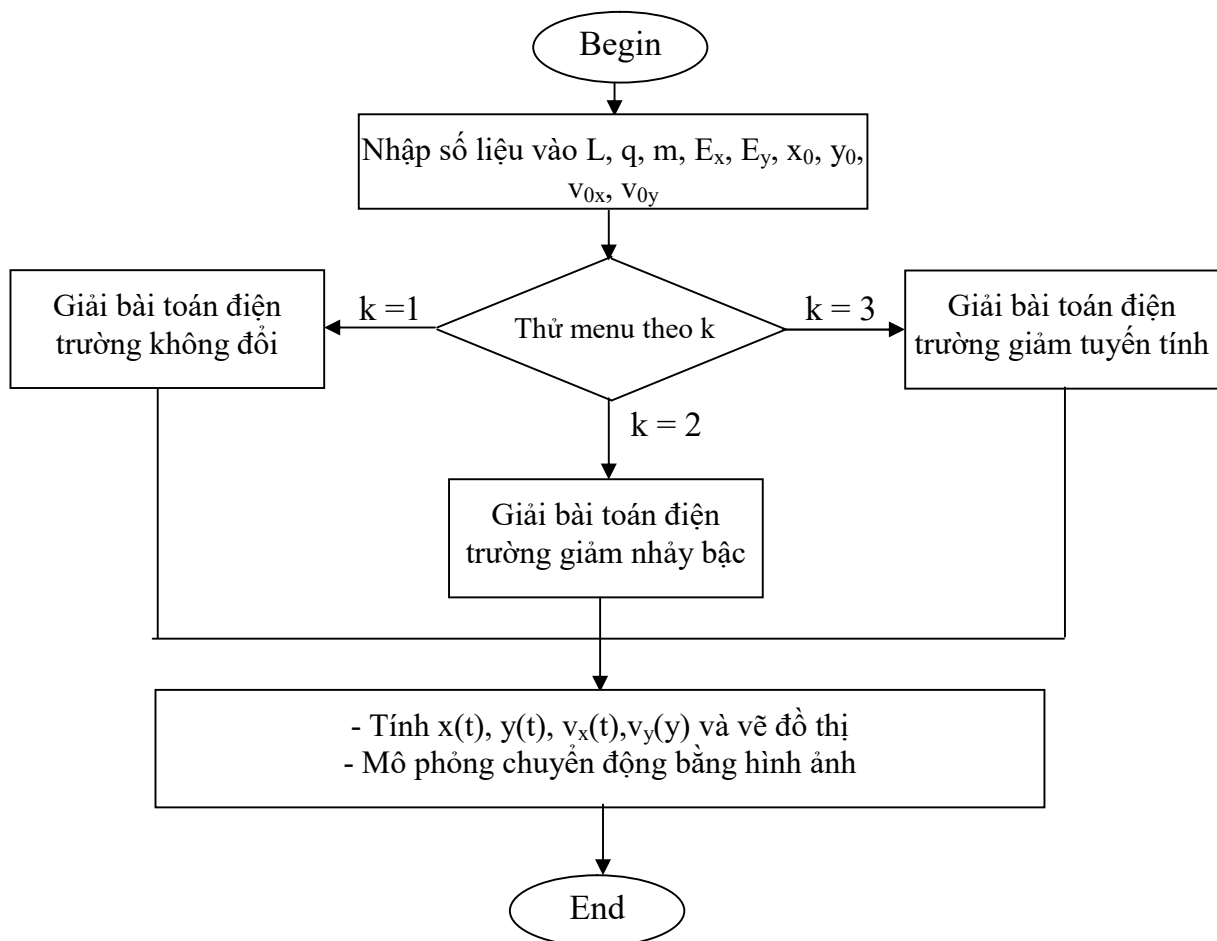 Begin
Nhập số liệu vào L, q, m, Eₓ, E_y, x₀, y₀,
v₀ₓ, v₀y
k =1
Giải bài toán điện
trường không đổi
Thử menu theo k
k = 3
Giải bài toán điện
trường giảm tuyến tính
k = 2
Giải bài toán điện
trường giảm nhảy bậc
- Tính x(t), y(t), vₓ(t),v_y(y) và vẽ đồ thị
- Mô phỏng chuyển động bằng hình ảnh
End